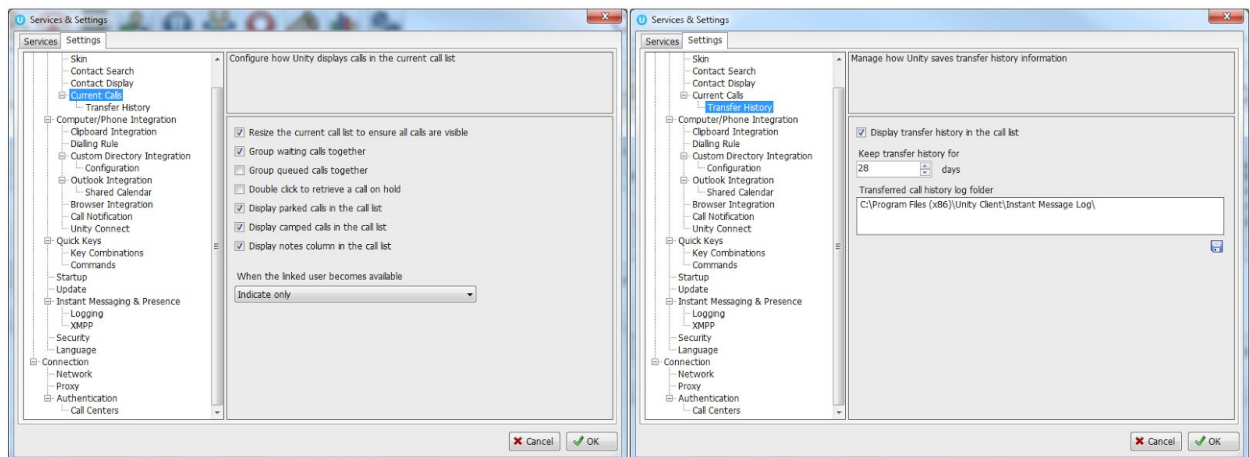 Services & Settings
Services Settings
Skin
Contact Search
Contact Display
Current Calls
Transfer History
Computer/Phone Integration
Clipboard Integration
Dialing Rule
Custom Directory Integration
Configuration
Outlook Integration
Shared Calendar
Browser Integration
Call Notification
Unity Connect
Quick Keys
Key Combinations
Commands
Startup
Update
Instant Messaging & Presence
Logging
XMPP
Security
Language
Connection
Network
Proxy
Authentication
Call Centers
Configure how Unity displays calls in the current call list
Resize the current call list to ensure all calls are visible
Group waiting calls together
Group queued calls together
Double click to retrieve a call on hold
Display parked calls in the call list
Display camped calls in the call list
Display notes column in the call list
When the linked user becomes available
Indicate only
Cancel OK
Services & Settings
Services Settings
Skin
Contact Search
Contact Display
Current Calls
Transfer History
Computer/Phone Integration
Clipboard Integration
Dialing Rule
Custom Directory Integration
Configuration
Outlook Integration
Shared Calendar
Browser Integration
Call Notification
Unity Connect
Quick Keys
Key Combinations
Commands
Startup
Update
Instant Messaging & Presence
Logging
XMPP
Security
Language
Connection
Network
Proxy
Authentication
Call Centers
Manage how Unity saves transfer history information
Display transfer history in the call list
Keep transfer history for
28 days
Transferred call history log folder
C:\Program Files (x86)\Unity Client\Instant Message Log\
Cancel OK